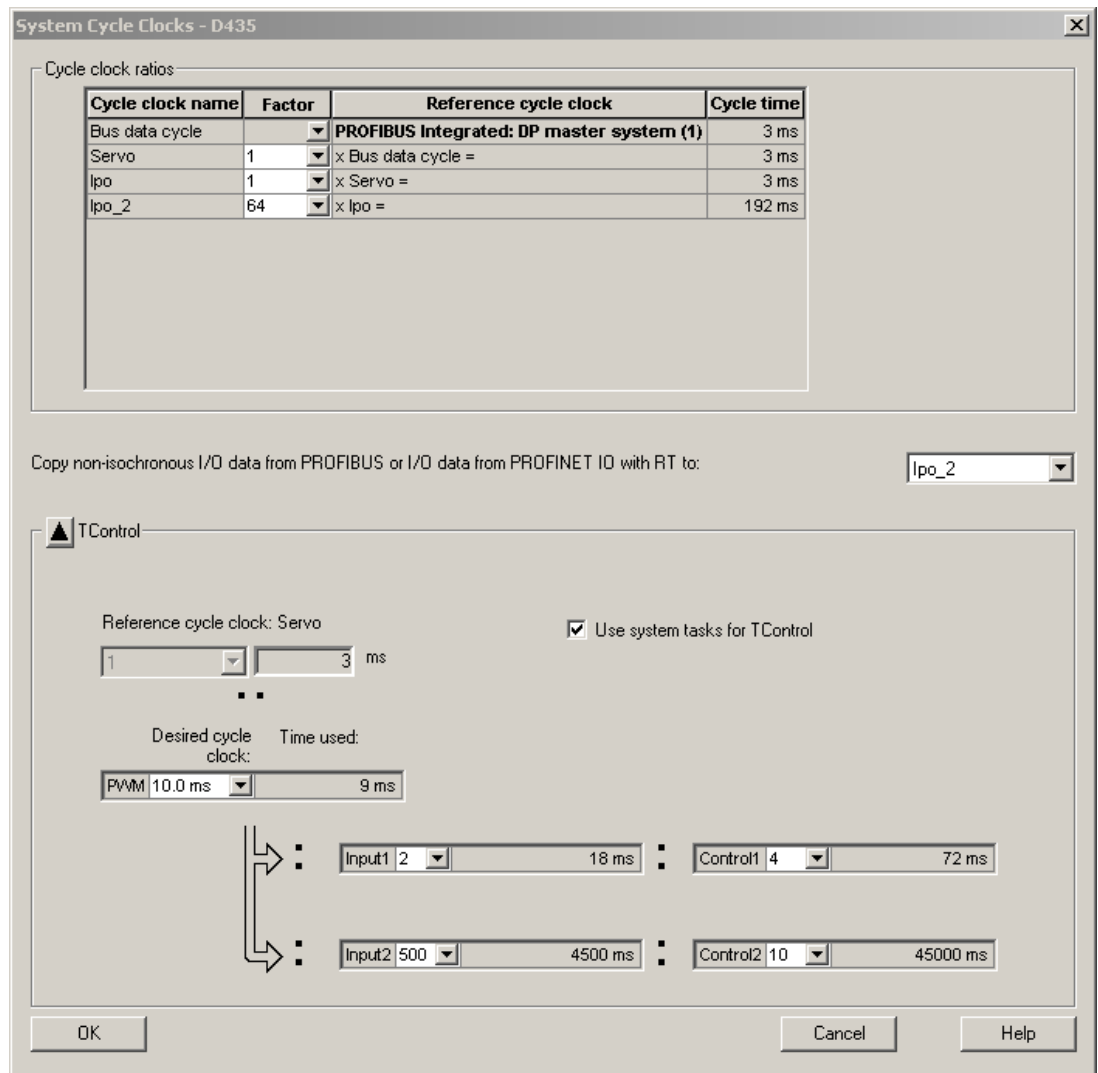 System Cycle Clocks - D435
Cycle clock ratios
Cycle clock name Factor Reference cycle clock Cycle time
Bus data cycle PROFIBUS Integrated: DP master system (1) 3 ms
Servo 1 x Bus data cycle = 3 ms
Ipo 1 x Servo = 3 ms
Ipo_2 64 x Ipo = 192 ms
Copy non-isochronous I/O data from PROFIBUS or I/O data from PROFINET IO with RT to: Ipo_2
TControl
Reference cycle clock: Servo
Use system tasks for TControl
1 3 ms
Desired cycle Time used:
clock:
PWM 10.0 ms 9 ms
Input1 2 18 ms Control1 4 72 ms
Input2 500 4500 ms Control2 10 45000 ms
OK Cancel Help